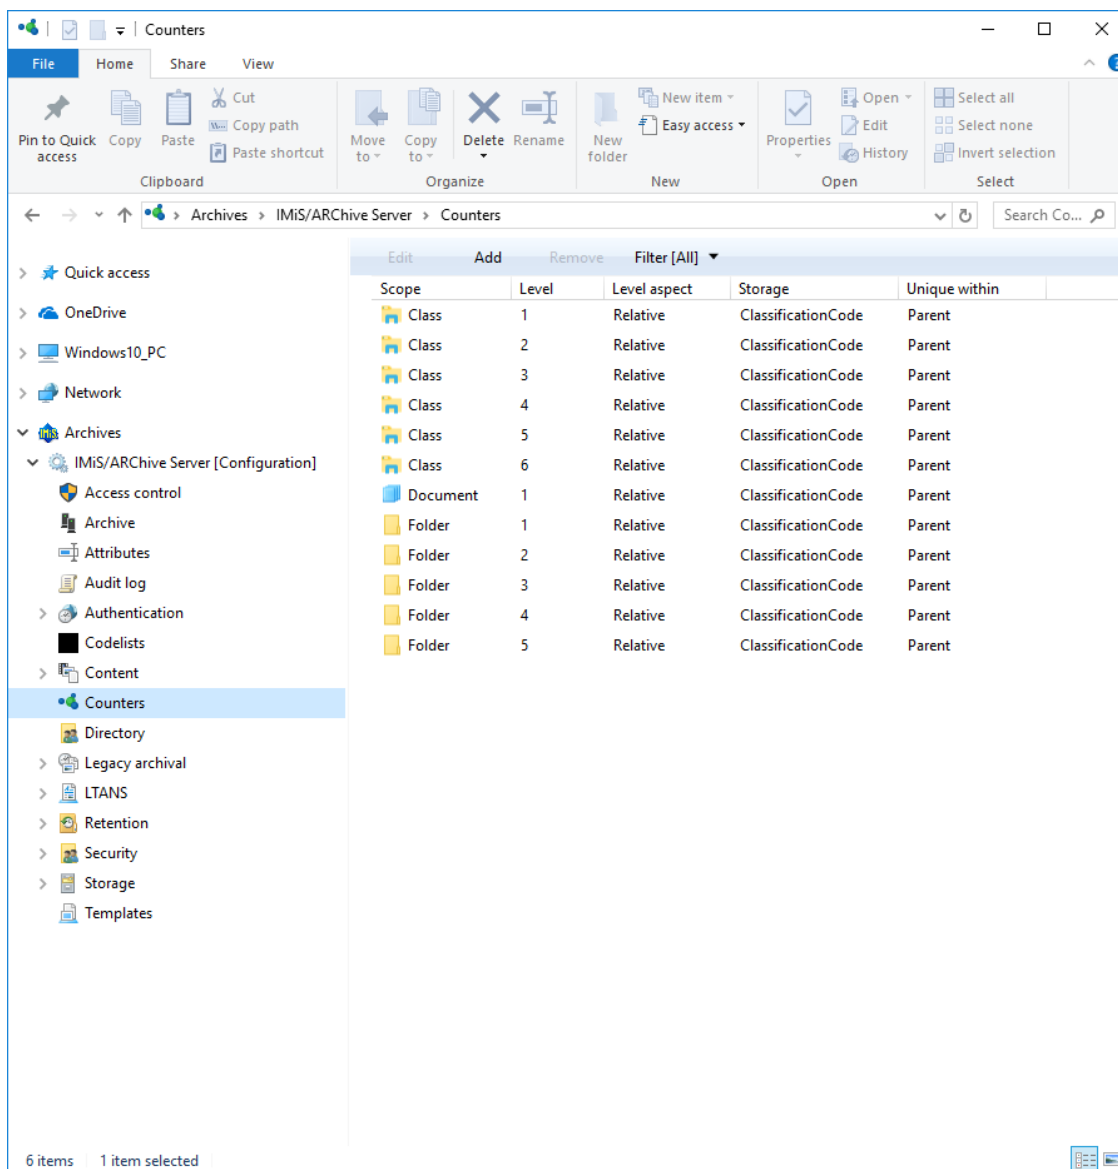 Counters
File Home Share View
Pin to Quick access
Copy
Paste
Cut
Copy path
Paste shortcut
Clipboard
Move to
Copy to
Delete
Rename
Organize
New folder
New item
Easy access
New
Properties
Open
Edit
History
Open
Select all
Select none
Invert selection
Select
Archives > IMiS/ARChive Server > Counters
Search Co...
Quick access
OneDrive
Windows10_PC
Network
Archives
IMiS/ARChive Server [Configuration]
Access control
Archive
Attributes
Audit log
Authentication
Codelists
Content
Counters
Directory
Legacy archival
LTANS
Retention
Security
Storage
Templates
Edit Add Remove Filter [All]
Scope Level Level aspect Storage Unique within
Class 1 Relative ClassificationCode Parent
Class 2 Relative ClassificationCode Parent
Class 3 Relative ClassificationCode Parent
Class 4 Relative ClassificationCode Parent
Class 5 Relative ClassificationCode Parent
Class 6 Relative ClassificationCode Parent
Document 1 Relative ClassificationCode Parent
Folder 1 Relative ClassificationCode Parent
Folder 2 Relative ClassificationCode Parent
Folder 3 Relative ClassificationCode Parent
Folder 4 Relative ClassificationCode Parent
Folder 5 Relative ClassificationCode Parent
6 items 1 item selected